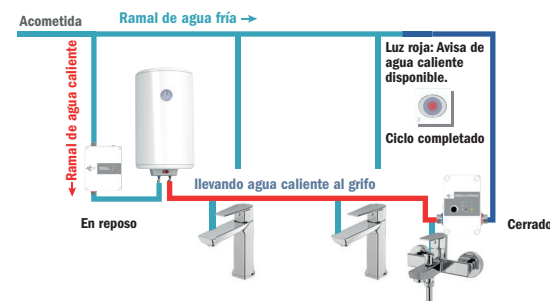 Acometida
Ramal de agua fría →
Ramal de agua caliente
Luz roja: Avisa de
agua caliente
disponible.
Ciclo completado
llevando agua caliente al grifo
En reposo
Cerrado